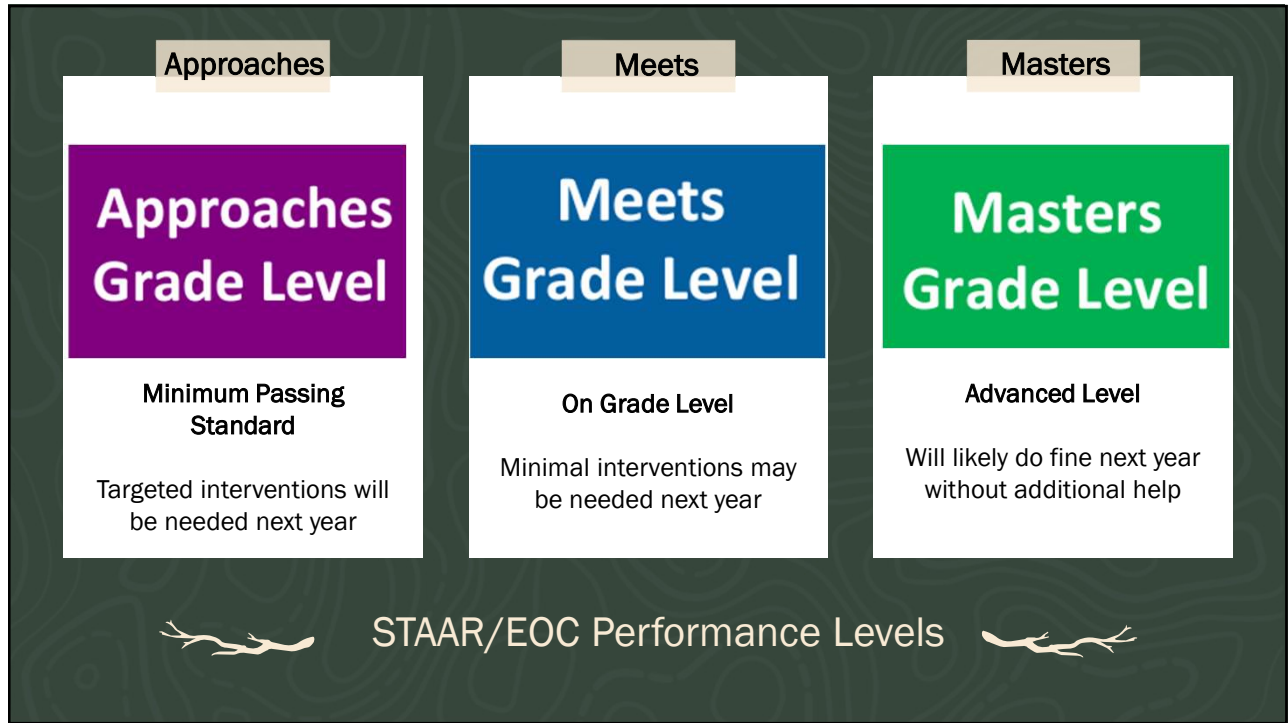 Approaches
Approaches
Grade Level
Minimum Passing
Standard
Targeted interventions will
be needed next year
Meets
Meets
Grade Level
On Grade Level
Minimal interventions may
be needed next year
Masters
Masters
Grade Level
Advanced Level
Will likely do fine next year
without additional help
STAAR/EOC Performance Levels